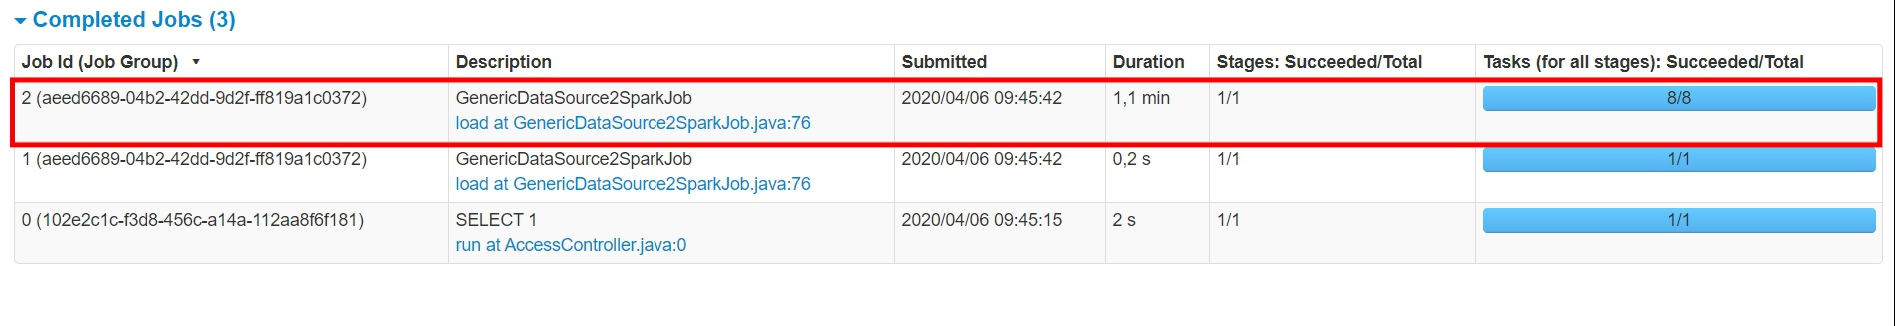 Completed Jobs (3)
Job Id (Job Group) Description Submitted Duration Stages: Succeeded/Total Tasks (for all stages): Succeeded/Total
2 (aeed6689-04b2-42dd-9d2f-ff819a1c0372) GenericDataSource2SparkJob 2020/04/06 09:45:42 1,1 min 1/1 8/8
load at GenericDataSource2SparkJob.java:76
1 (aeed6689-04b2-42dd-9d2f-ff819a1c0372) GenericDataSource2SparkJob 2020/04/06 09:45:42 0,2 s 1/1 1/1
load at GenericDataSource2SparkJob.java:76
0 (102e2c1c-f3d8-456c-a14a-112aa8f6f181) SELECT 1 2020/04/06 09:45:15 2 s 1/1 1/1
run at AccessController.java:0